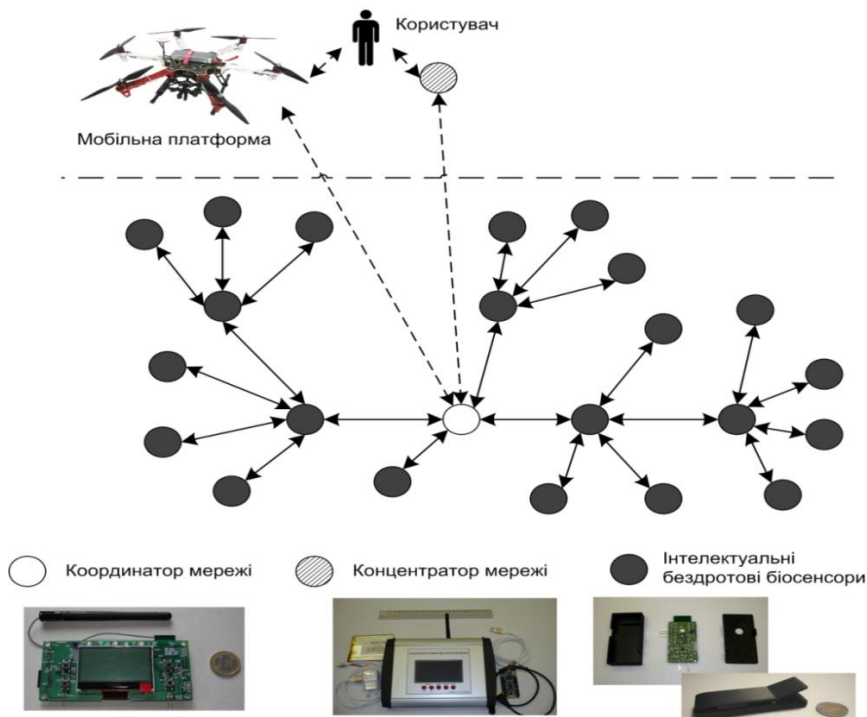 Користувач
Мобільна платформа
Координатор мережі
Концентратор мережі
Інтелектуальні
бездротові біосенсори